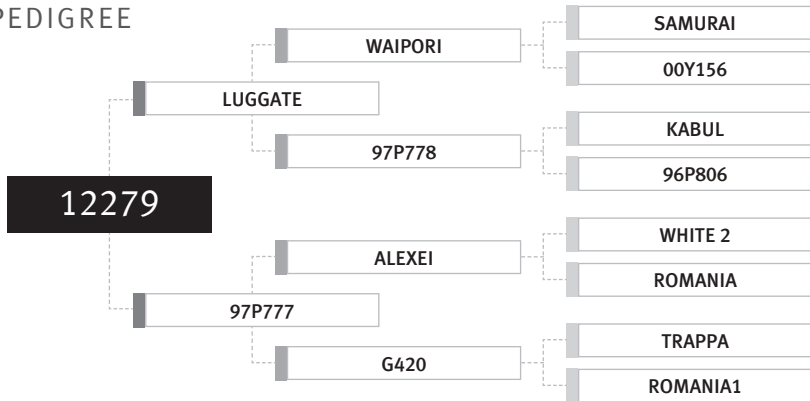 PEDIGREE
SAMURAI
WAIPORI
00Y156
LUGGATE
KABUL
97P778
96P806
12279
WHITE 2
ALEXEI
ROMANIA
97P777
TRAPPA
G420
ROMANIA1